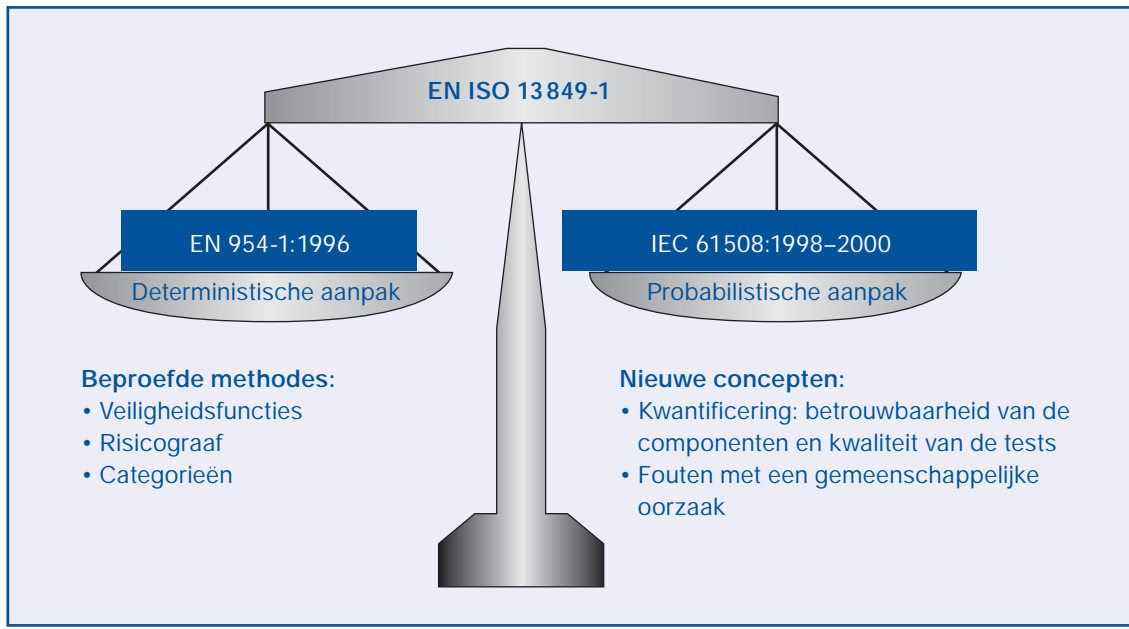 EN ISO 13849-1
EN 954-1:1996
Deterministische aanpak
IEC 61508:1998–2000
Probabilistische aanpak
Beproefde methodes:
• Veiligheidsfuncties
• Risicograaf
• Categorieën
Nieuwe concepten:
• Kwantificering: betrouwbaarheid van de
componenten en kwaliteit van de tests
• Fouten met een gemeenschappelijke
oorzaak